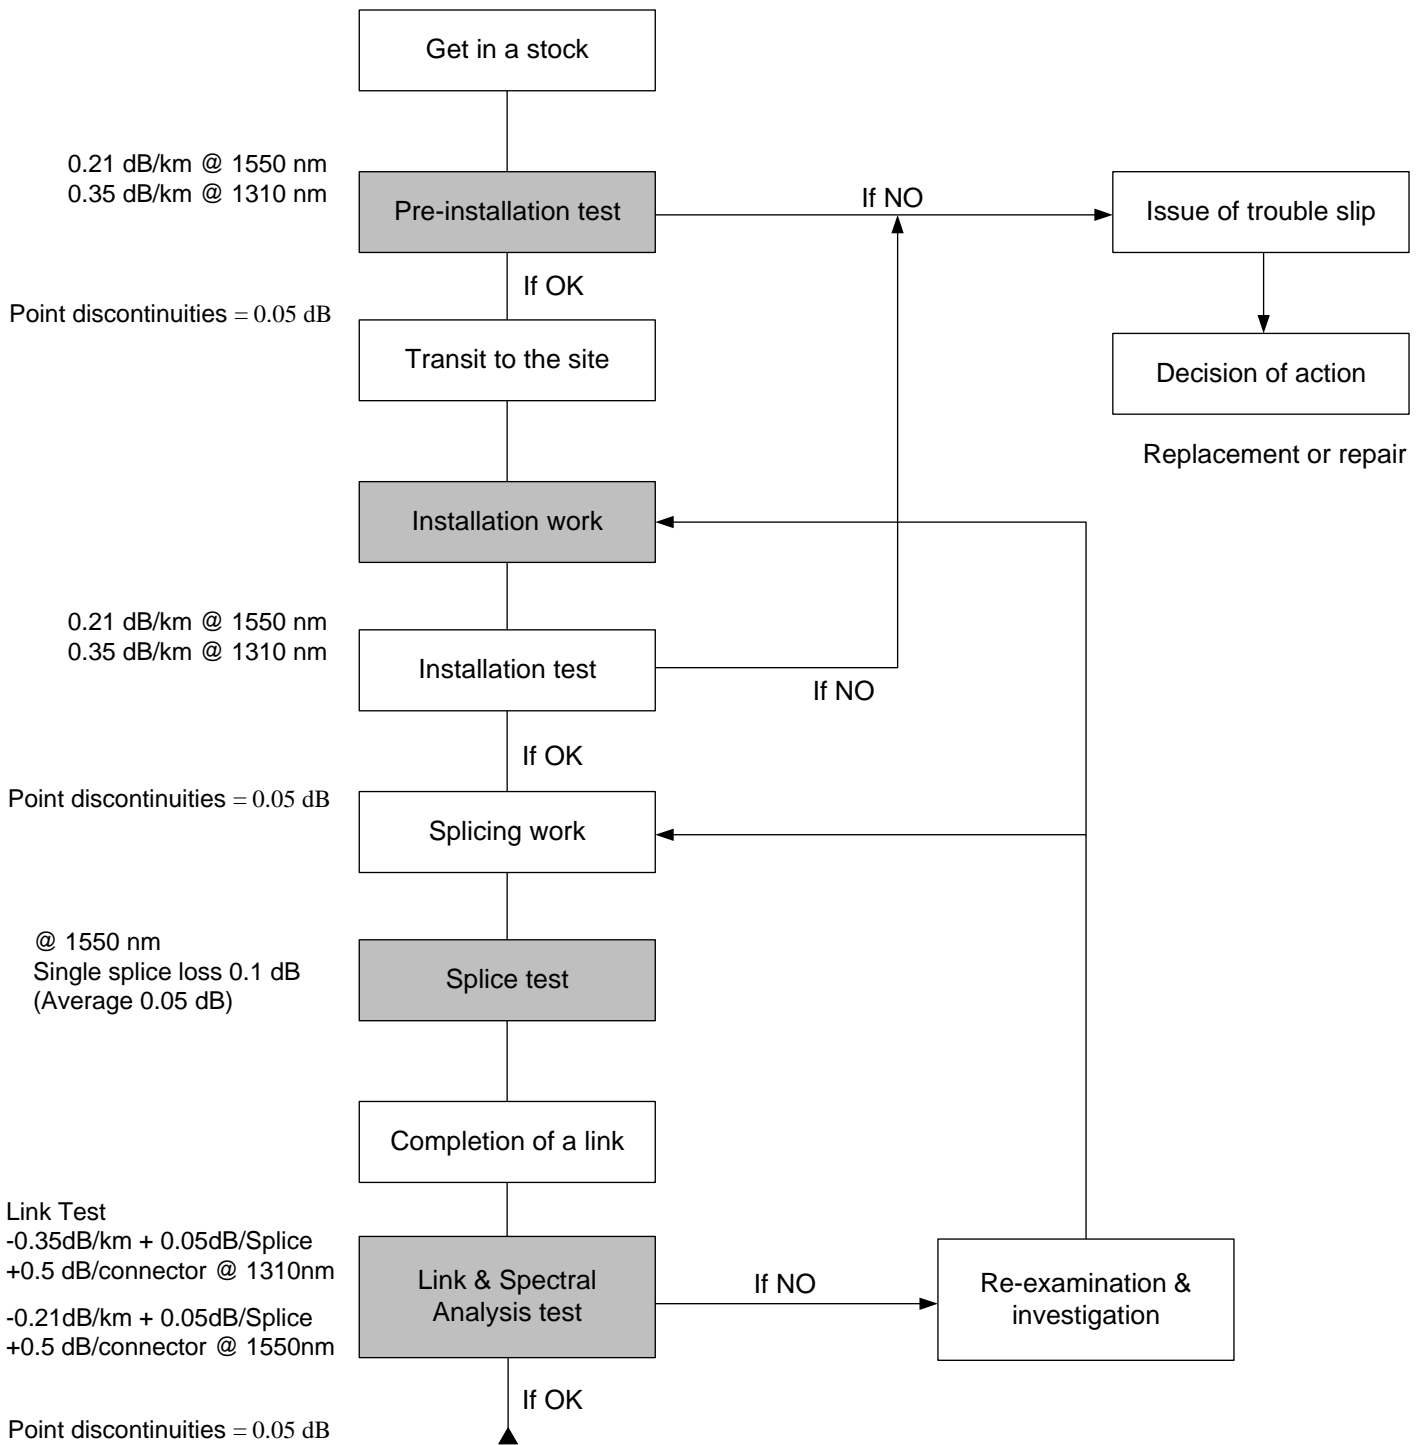 Get in a stock
0.21 dB/km @ 1550 nm
0.35 dB/km @ 1310 nm
Pre-installation test
If NO
Issue of trouble slip
If OK
Point discontinuities = 0.05 dB
Transit to the site
Decision of action
Replacement or repair
Installation work
0.21 dB/km @ 1550 nm
0.35 dB/km @ 1310 nm
Installation test
If NO
If OK
Point discontinuities = 0.05 dB
Splicing work
@ 1550 nm
Single splice loss 0.1 dB
(Average 0.05 dB)
Splice test
Completion of a link
Link Test
-0.35dB/km + 0.05dB/Splice
+0.5 dB/connector @ 1310nm
-0.21dB/km + 0.05dB/Splice
+0.5 dB/connector @ 1550nm
Link & Spectral
Analysis test
If NO
Re-examination &
investigation
If OK
Point discontinuities = 0.05 dB